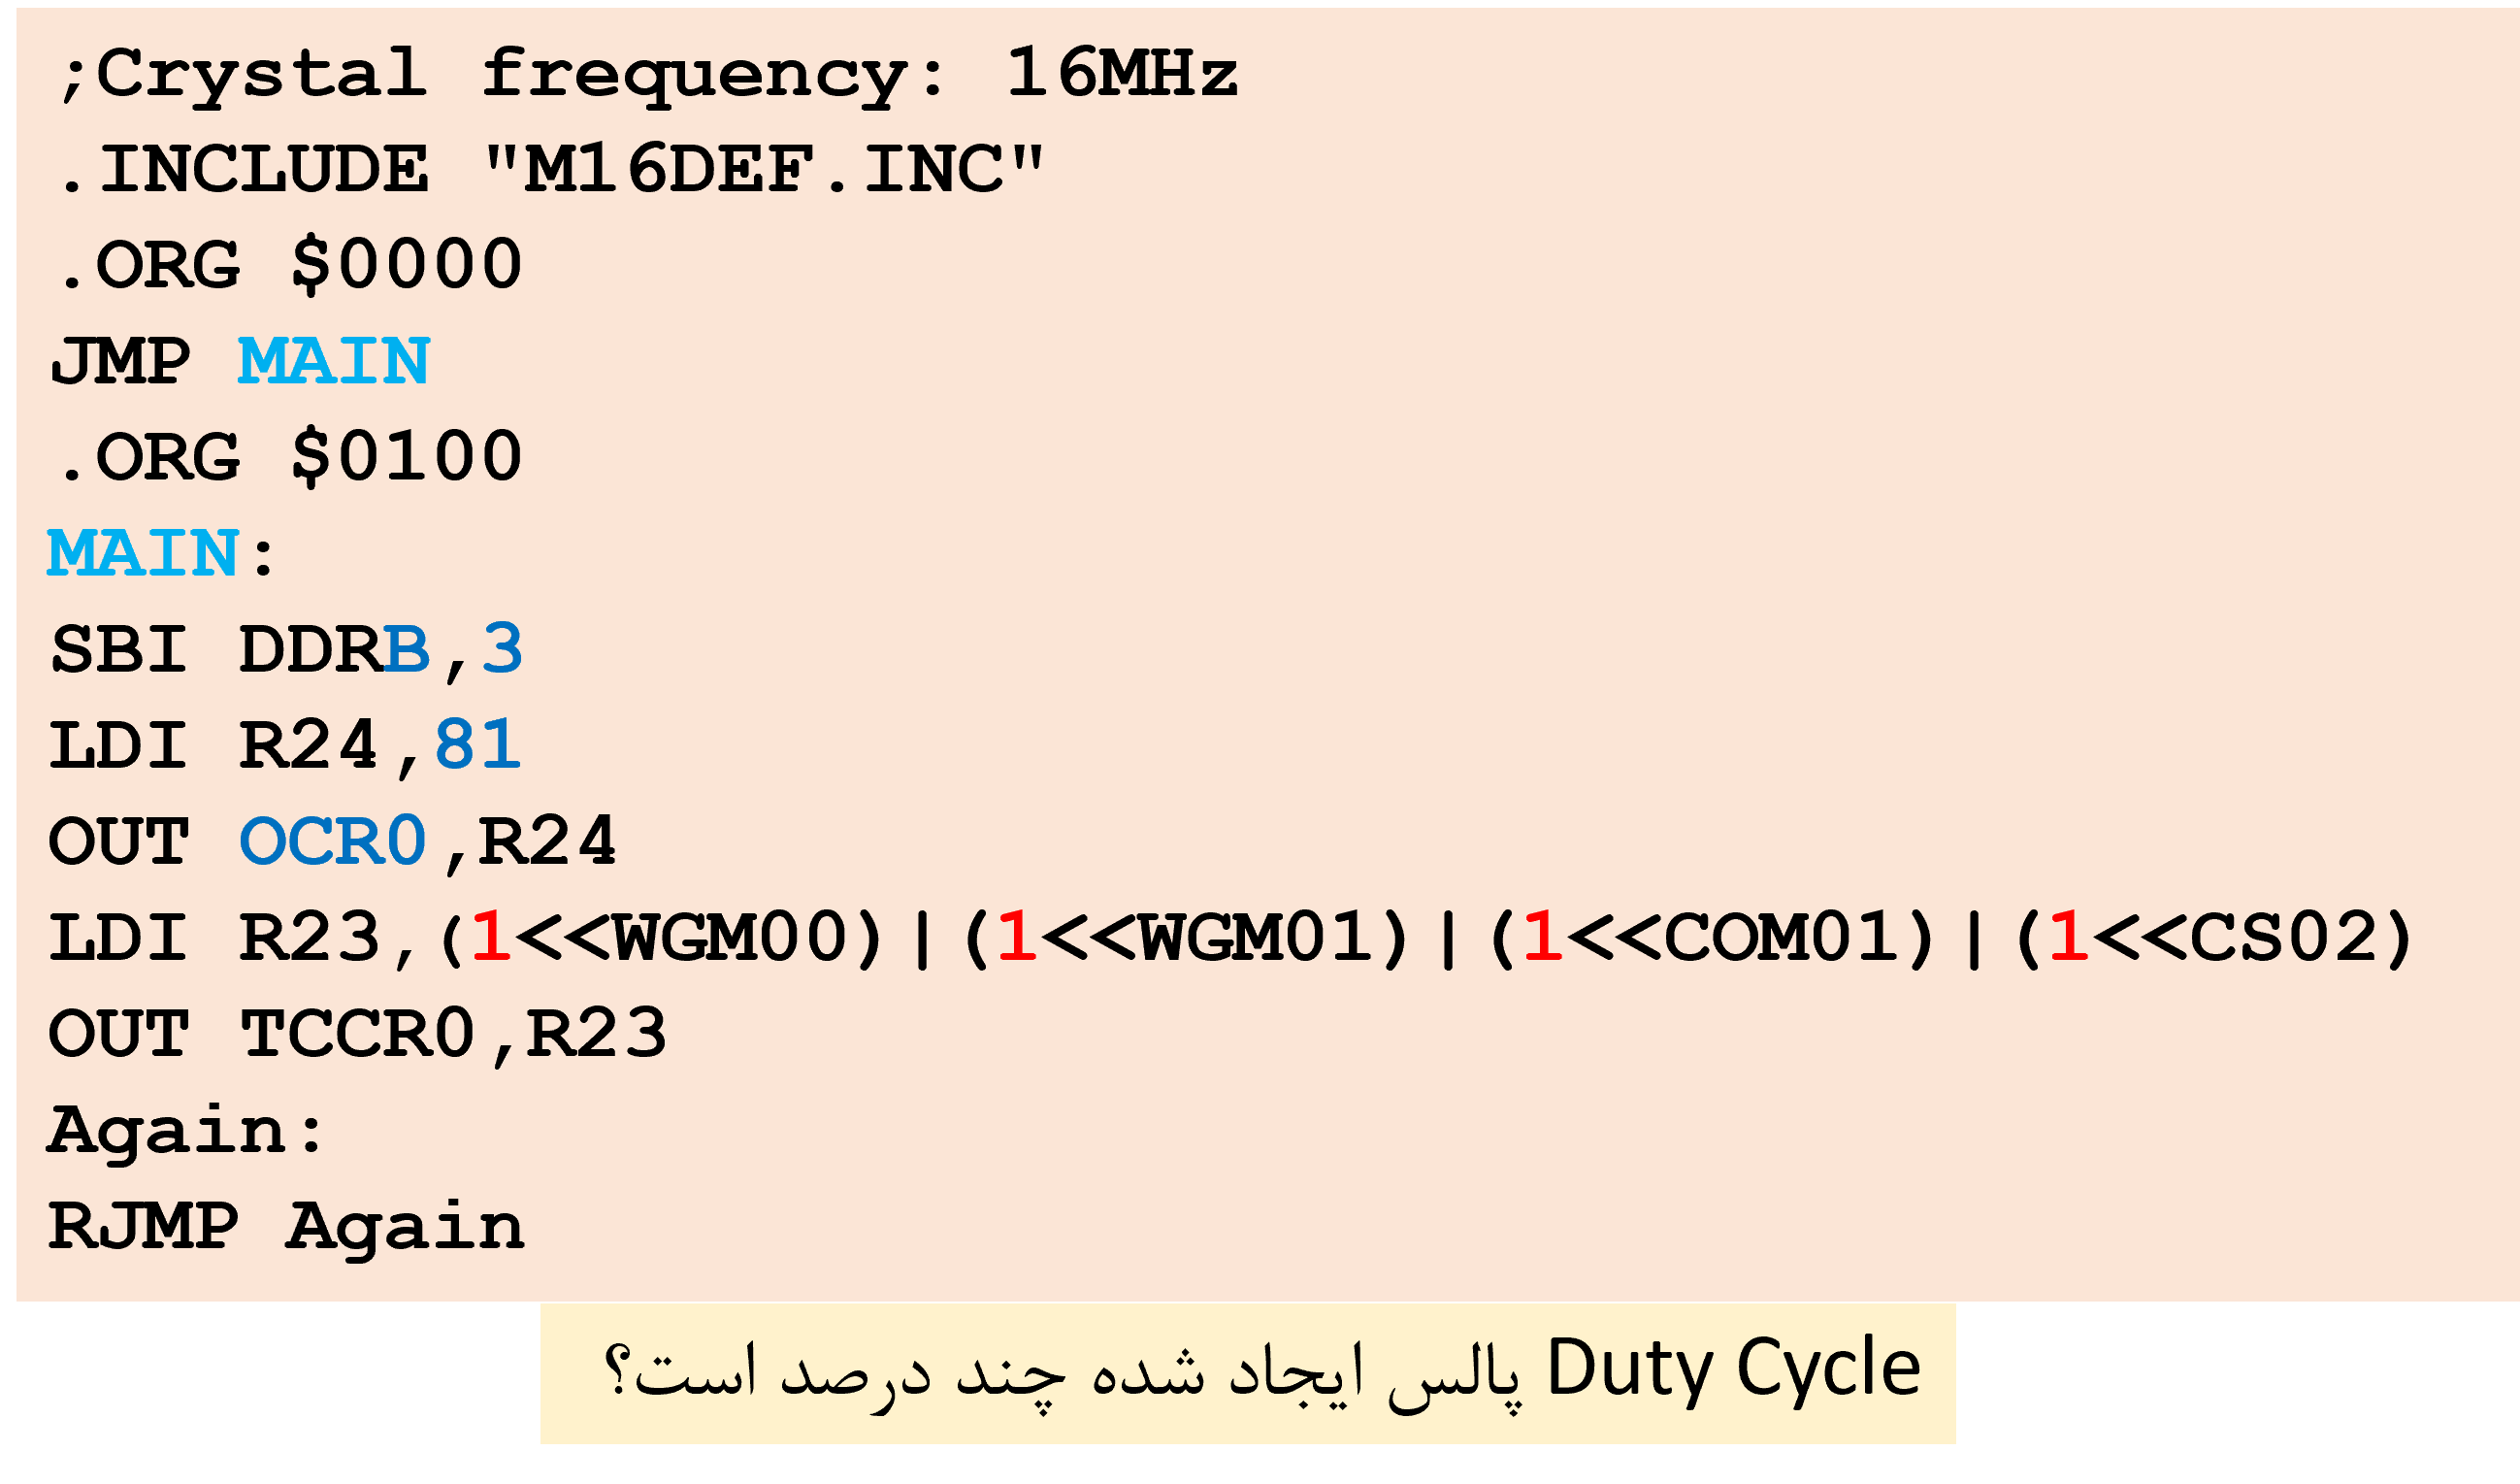 ;Crystal frequency: 16MHz
.INCLUDE "M16DEF.INC"
.ORG $0000
JMP MAIN
.ORG $0100
MAIN:
SBI DDRB,3
LDI R24,81
OUT OCR0,R24
LDI R23,(1<<WGM00)|(1<<WGM01)|(1<<COM01)|(1<<CS02)
OUT TCCR0,R23
Again:
RJMP Again
Duty Cycle پالس ایجاد شده چند درصد است؟